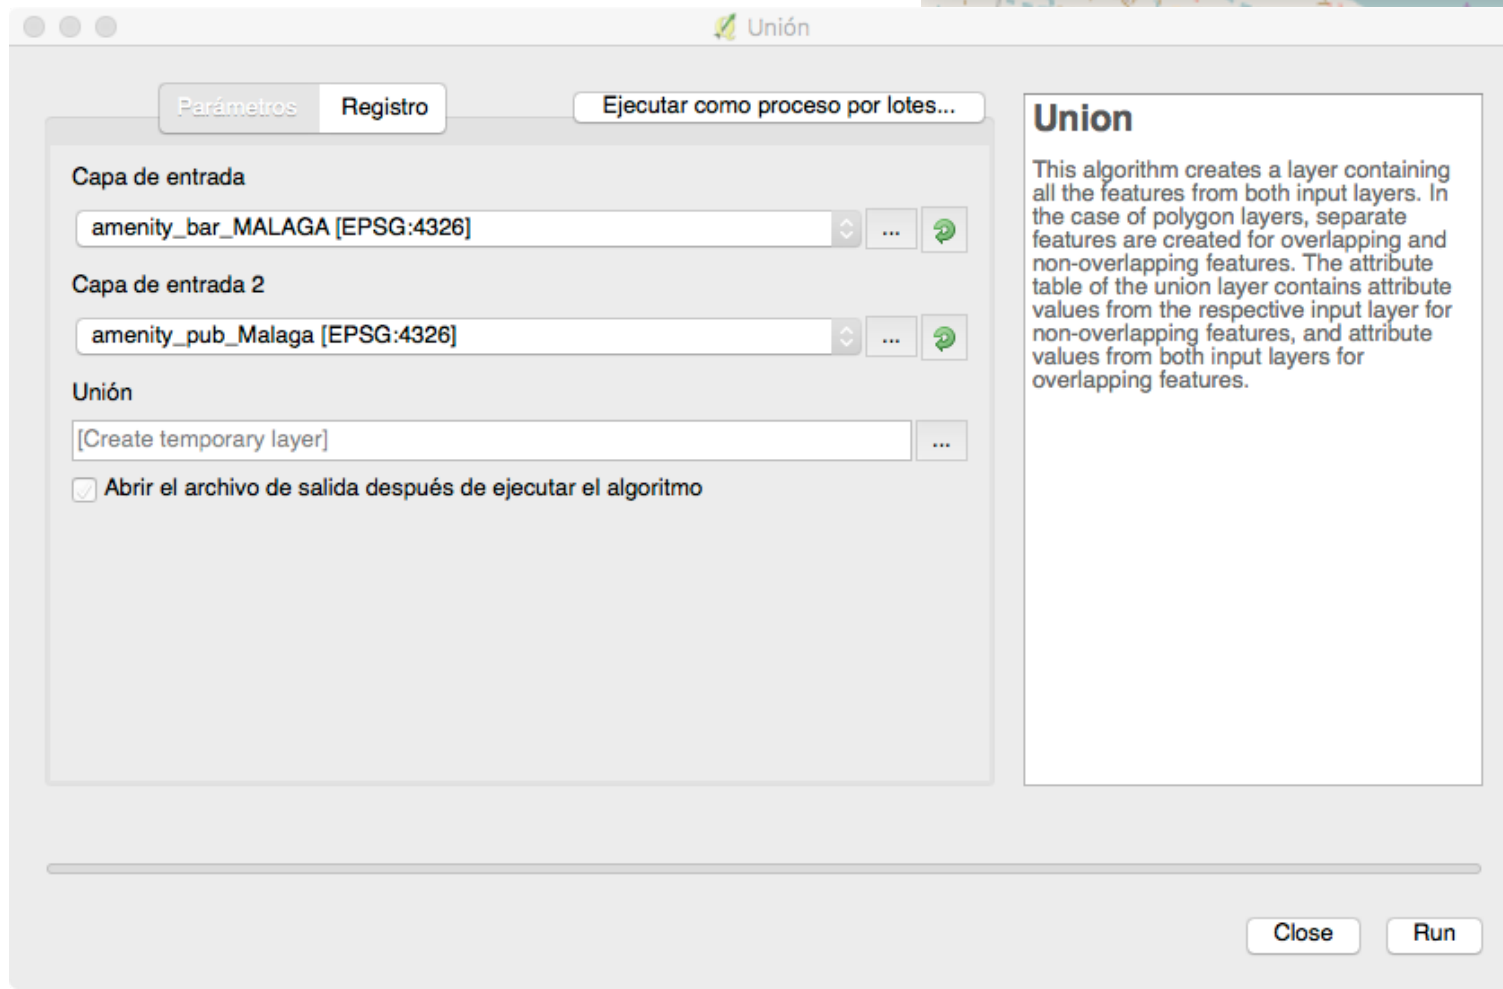 Unión
Parámetros
Registro
Ejecutar como proceso por lotes...
Capa de entrada
amenity_bar_MALAGA [EPSG:4326]
...
Capa de entrada 2
amenity_pub_Malaga [EPSG:4326]
...
Unión
[Create temporary layer]
...
Abrir el archivo de salida después de ejecutar el algoritmo
Union
This algorithm creates a layer containing
all the features from both input layers. In
the case of polygon layers, separate
features are created for overlapping and
non-overlapping features. The attribute
table of the union layer contains attribute
values from the respective input layer for
non-overlapping features, and attribute
values from both input layers for
overlapping features.
Close
Run